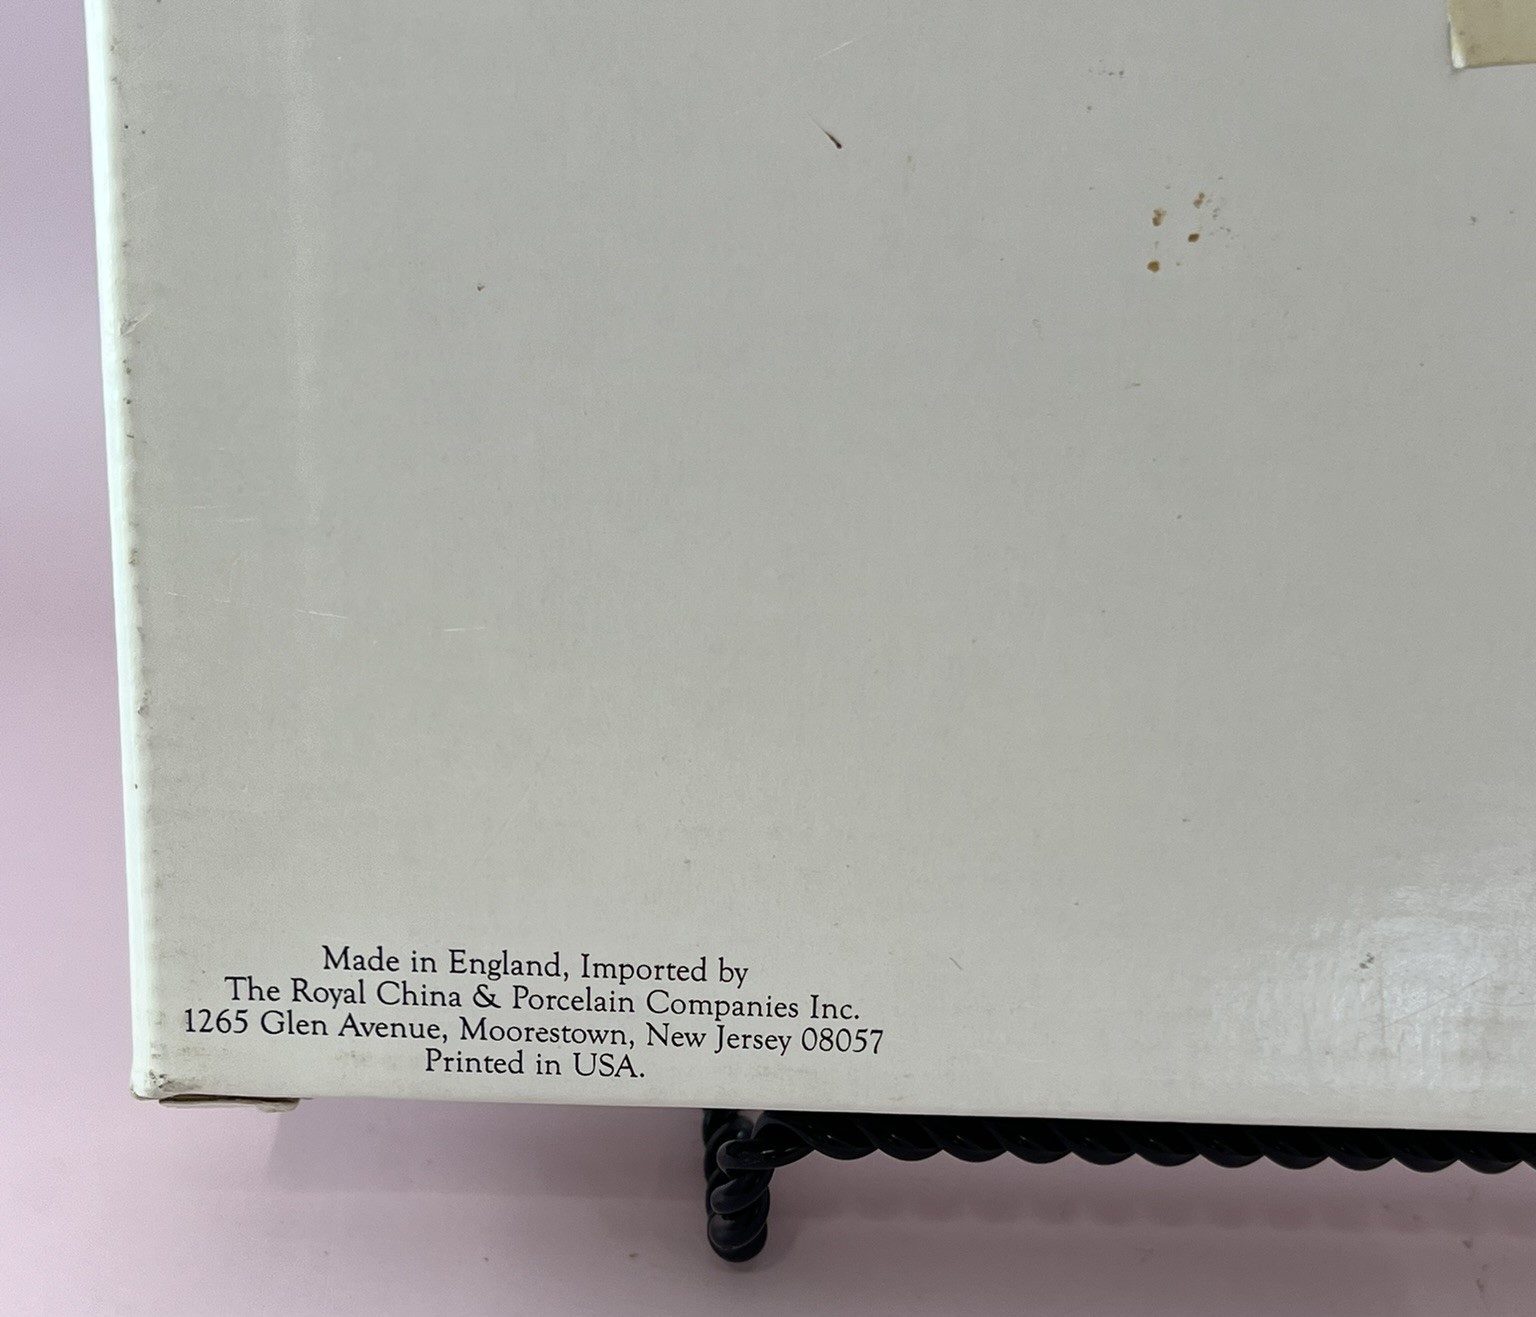 Made in England, Imported by
The Royal China & Porcelain Companies Inc.
1265 Glen Avenue, Moorestown, New Jersey 08057
Printed in USA.